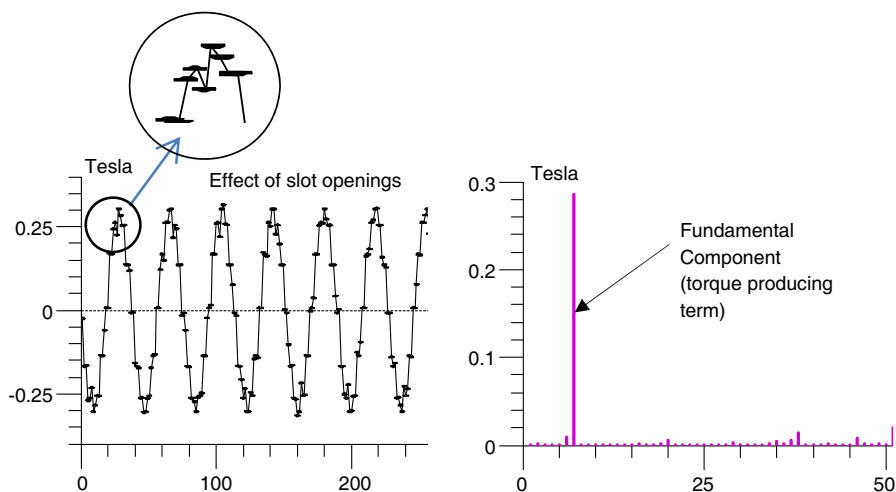 Tesla
Effect of slot openings
0.25
0
-0.25
0
100
200
Tesla
0.3
0.2
0.1
0
Fundamental
Component
(torque producing
term)
0
25
50